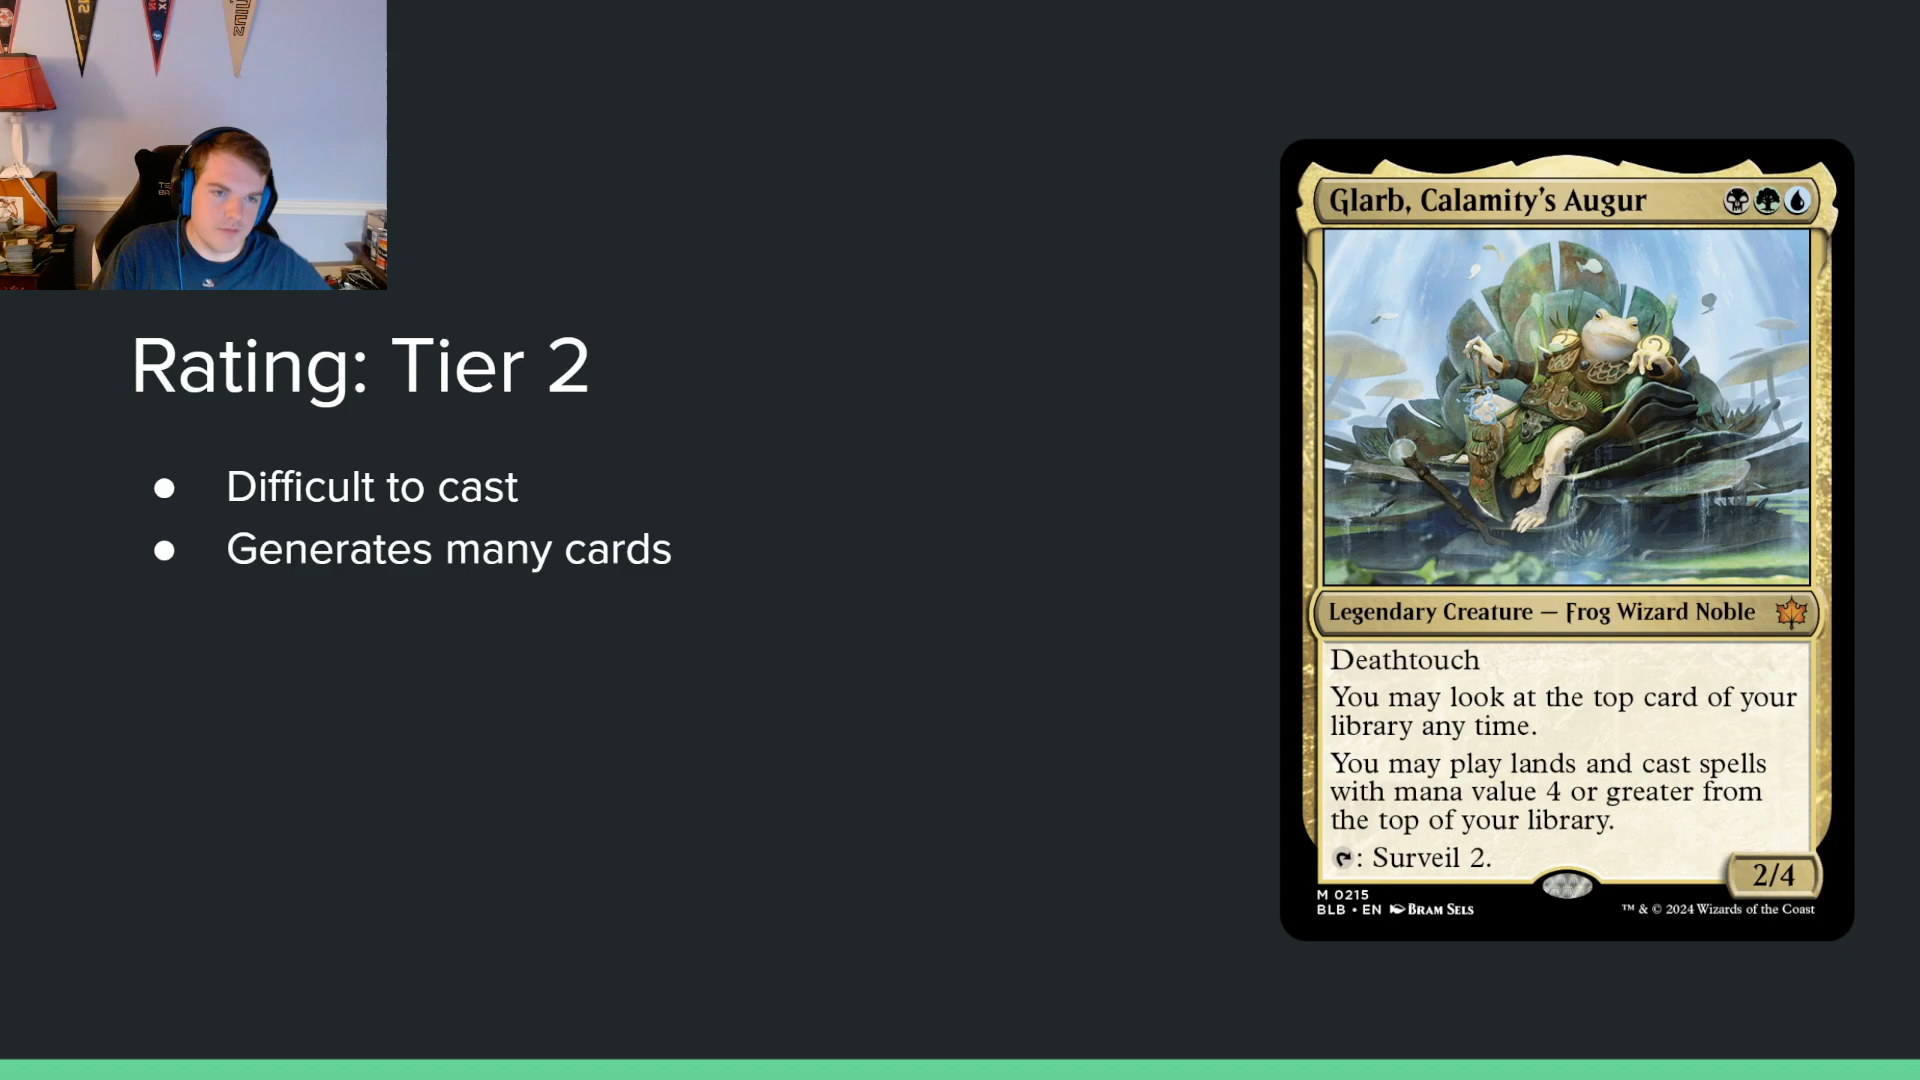 Rating: Tier 2
● Difficult to cast
● Generates many cards
Glarb, Calamity's Augur
Legendary Creature — Frog Wizard Noble
Deathtouch
You may look at the top card of your
library any time.
You may play lands and cast spells
with mana value 4 or greater from
the top of your library.
: Surveil 2.
2/4
M 0215
BLB • EN BRAM SELS
™ & © 2024 Wizards of the Coast